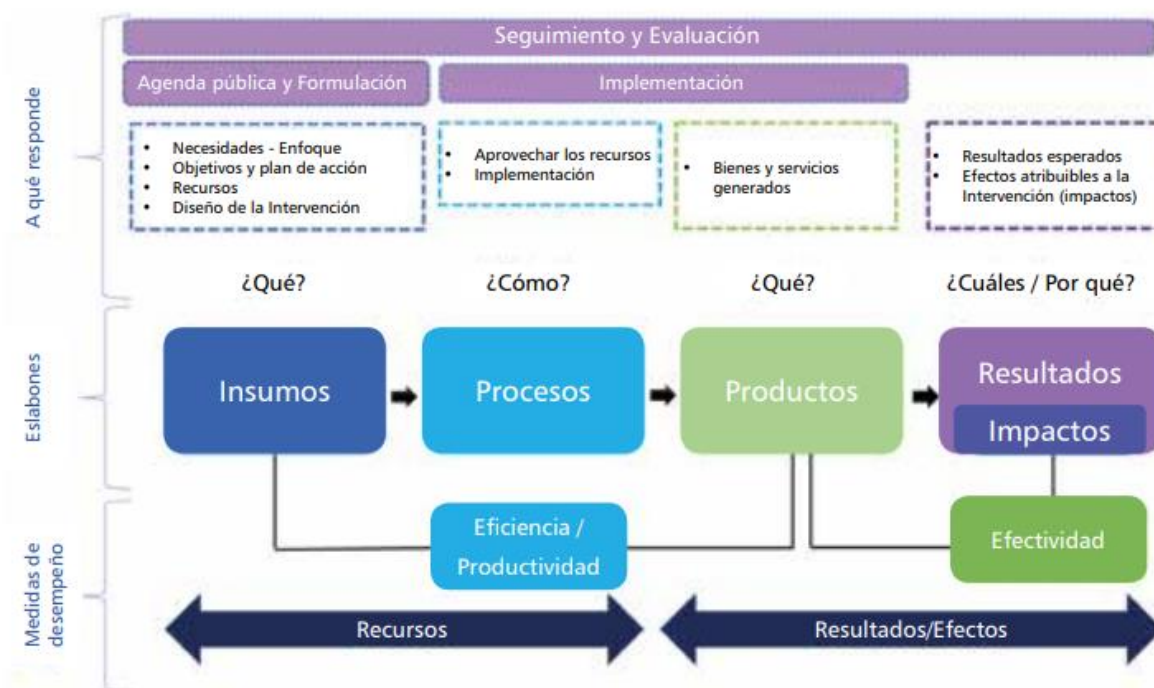 Seguimiento y Evaluación
Agenda pública y Formulación
Implementación
A qué responde
• Necesidades - Enfoque
• Objetivos y plan de acción
• Recursos
• Diseño de la Intervención
• Aprovechar los recursos
• Implementación
• Bienes y servicios
generados
• Resultados esperados
• Efectos atribuibles a la
Intervención (impactos)
¿Qué?
¿Cómo?
¿Qué?
¿Cuáles / Por qué?
Eslabones
Insumos
Procesos
Productos
Resultados
Impactos
Medidas de
desempeño
Eficiencia /
Productividad
Efectividad
Recursos
Resultados/Efectos